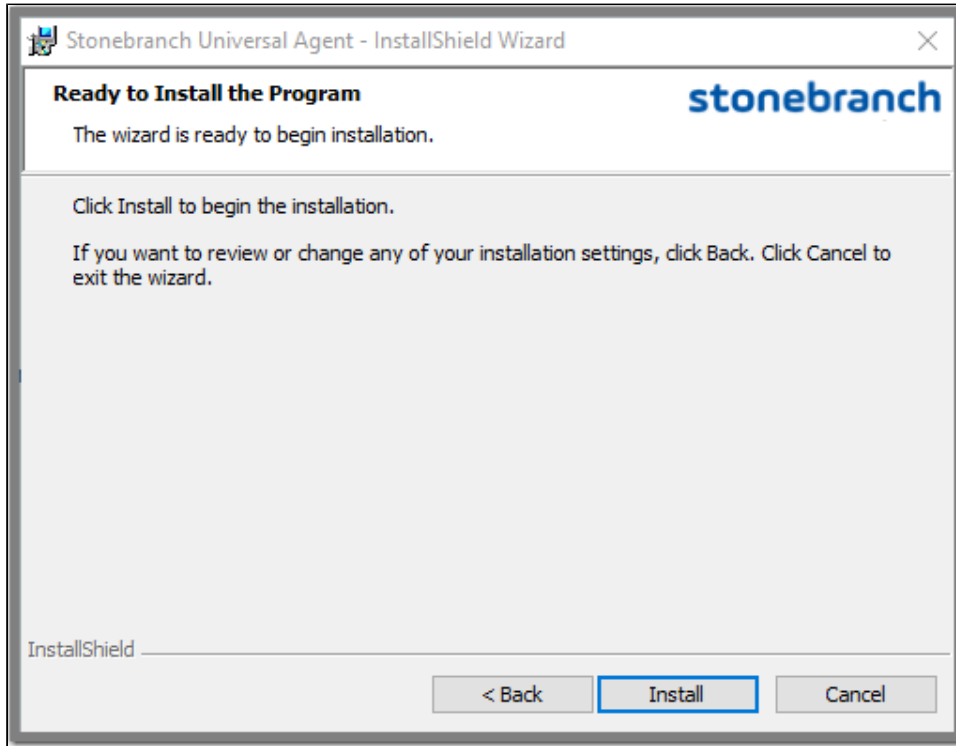 Stonebranch Universal Agent - InstallShield Wizard
Ready to Install the Program
stonebranch
The wizard is ready to begin installation.
Click Install to begin the installation.
If you want to review or change any of your installation settings, click Back. Click Cancel to
exit the wizard.
InstallShield
< Back
Install
Cancel